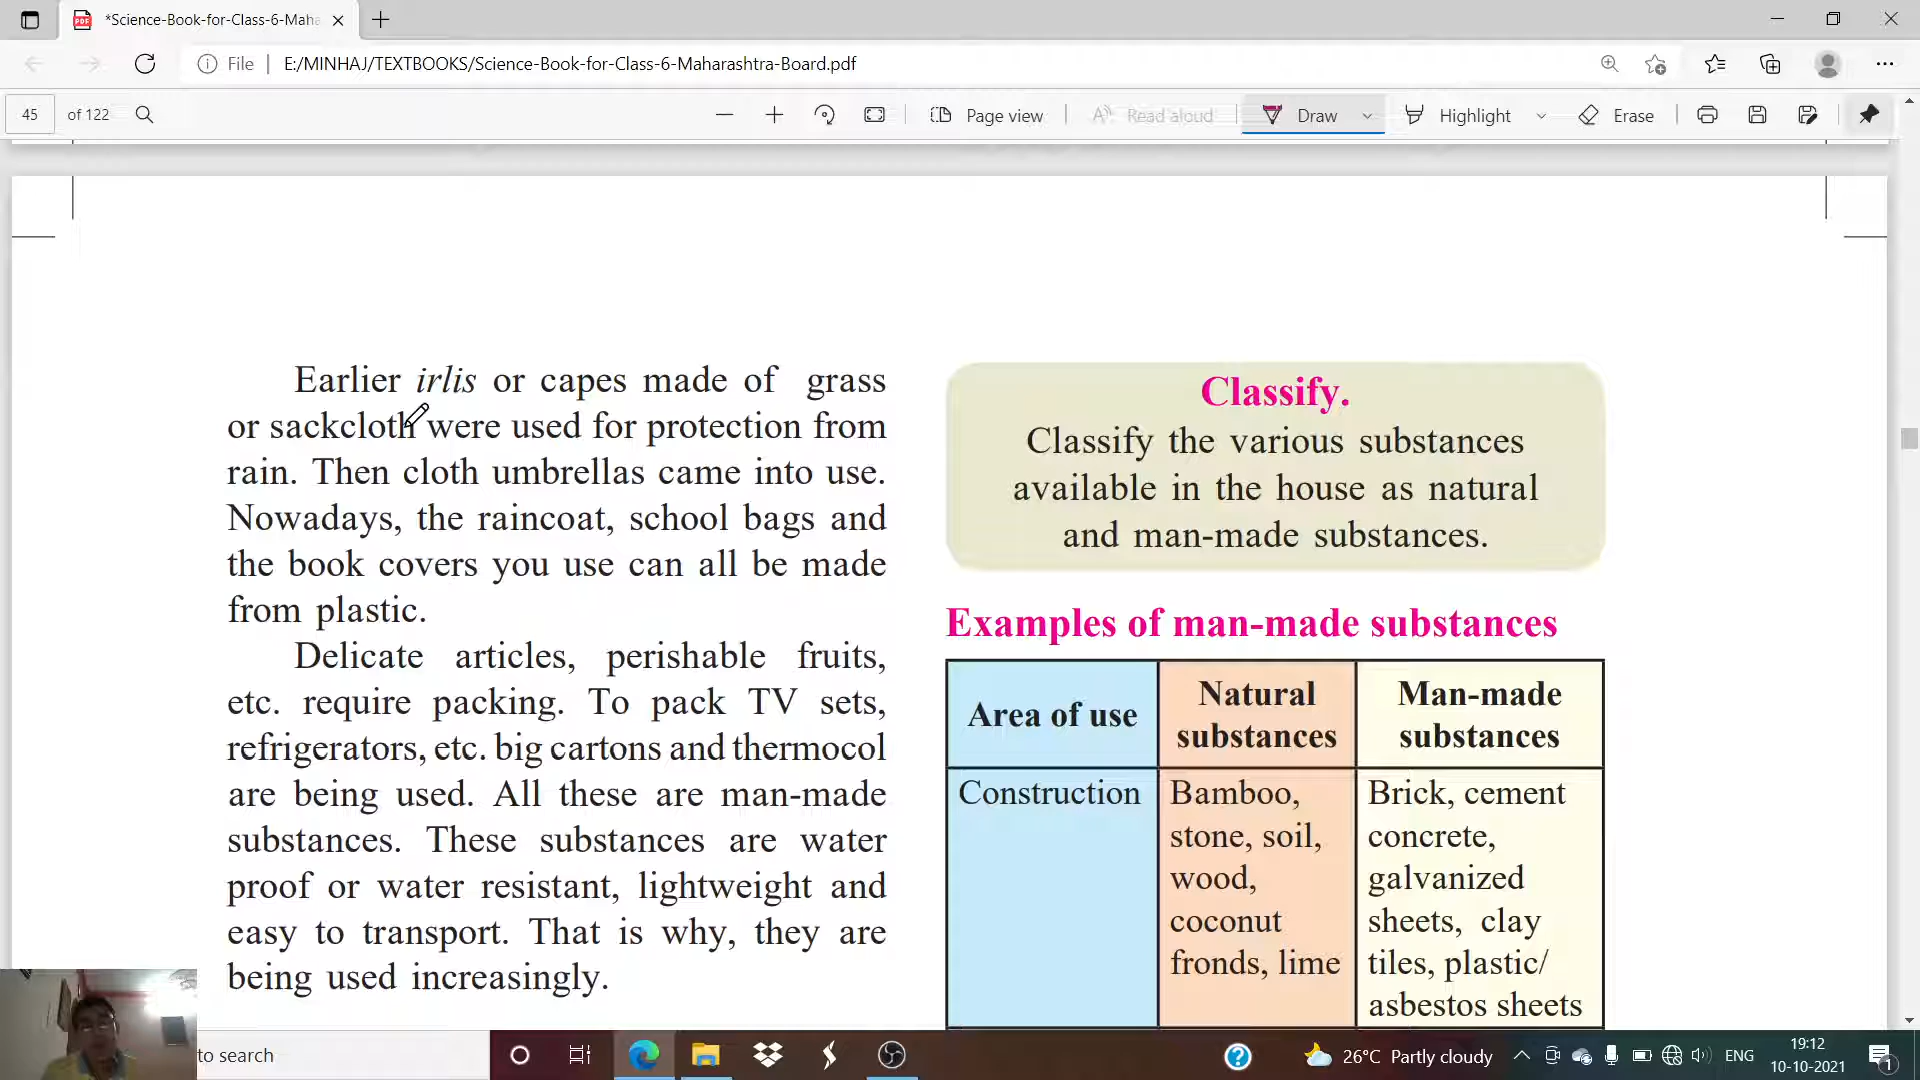 *Science-Book-for-Class-6-Maha
File
E:/MINHAJ/TEXTBOOKS/Science-Book-for-Class-6-Maharashtra-Board.pdf
45 of 122
Page view
Read aloud
Draw
Highlight
Erase
Earlier irlis or capes made of grass
or sackcloth were used for protection from
rain. Then cloth umbrellas came into use.
Nowadays, the raincoat, school bags and
the book covers you use can all be made
from plastic.
Delicate articles, perishable fruits,
etc. require packing. To pack TV sets,
refrigerators, etc. big cartons and thermocol
are being used. All these are man-made
substances. These substances are water
proof or water resistant, lightweight and
easy to transport. That is why, they are
being used increasingly.
Classify.
Classify the various substances
available in the house as natural
and man-made substances.
Examples of man-made substances
Area of use
Natural
substances
Man-made
substances
Construction
Bamboo,
stone, soil,
wood,
coconut
fronds, lime
Brick, cement
concrete,
galvanized
sheets, clay
tiles, plastic/
asbestos sheets
to search
26°C Partly cloudy
ENG
19:12
10-10-2021
1